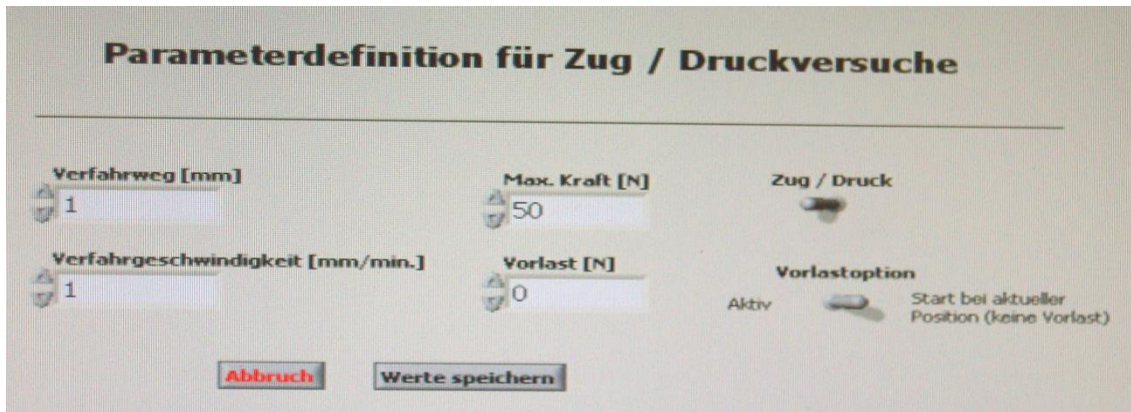 Parameterdefinition für Zug / Druckversuche
Verfahrweg [mm]
1
Max. Kraft [N]
50
Zug / Druck
Verfahrgeschwindigkeit [mm/min.]
1
Vorlast [N]
0
Vorlastoption
Aktiv
Start bei aktueller
Position (keine Vorlast)
Abbruch
Werte speichern